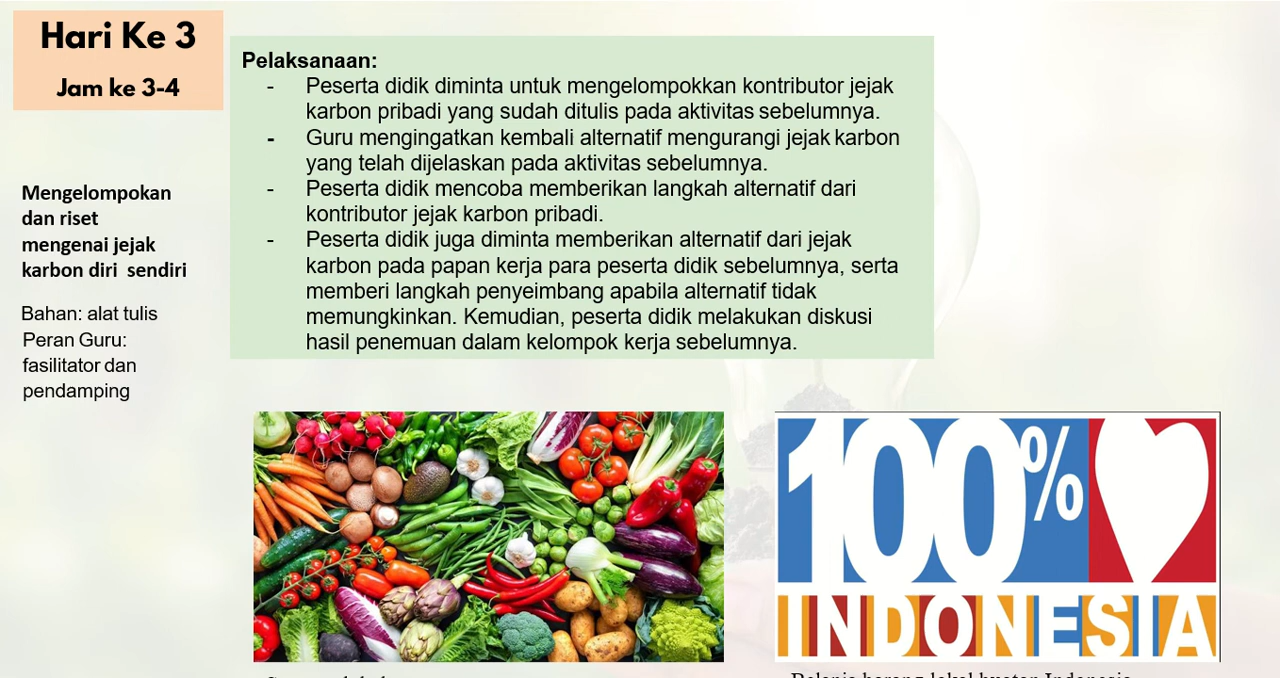 Hari Ke 3
Jam ke 3-4
Mengelompokan
dan riset
mengenai jejak
karbon diri sendiri
Bahan: alat tulis
Peran Guru:
fasilitator dan
pendamping
Pelaksanaan:
- Peserta didik diminta untuk mengelompokkan kontributor jejak
karbon pribadi yang sudah ditulis pada aktivitas sebelumnya.
- Guru mengingatkan kembali alternatif mengurangi jejak karbon
yang telah dijelaskan pada aktivitas sebelumnya.
- Peserta didik mencoba memberikan langkah alternatif dari
kontributor jejak karbon pribadi.
- Peserta didik juga diminta memberikan alternatif dari jejak
karbon pada papan kerja para peserta didik sebelumnya, serta
memberi langkah penyeimbang apabila alternatif tidak
memungkinkan. Kemudian, peserta didik melakukan diskusi
hasil penemuan dalam kelompok kerja sebelumnya.
100%
INDONESIA
Belanja barang lokal buatan Indonesia